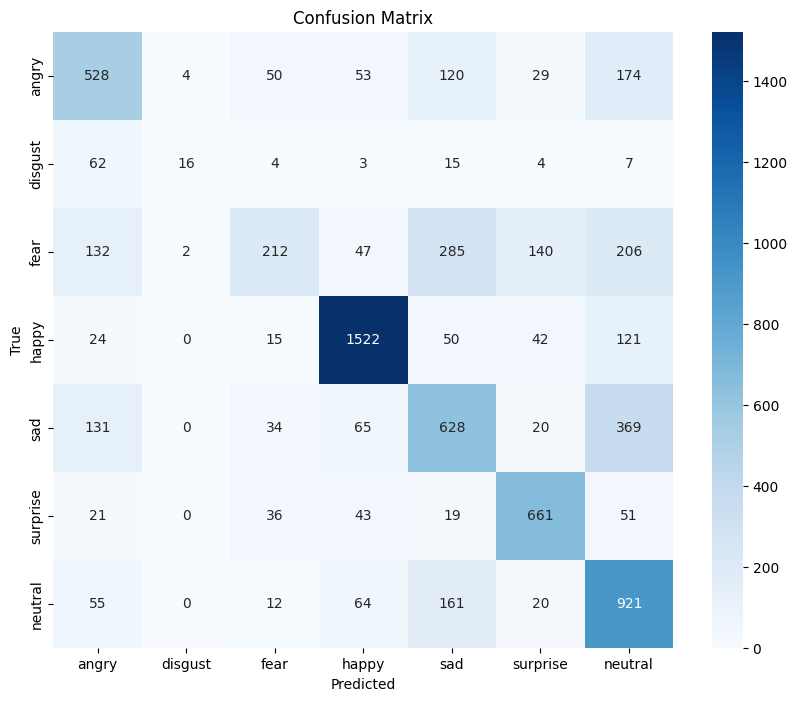 Confusion Matrix
angry 528 4 50 53 120 29 174
disgust 62 16 4 3 15 4 7
fear 132 2 212 47 285 140 206
happy 24 0 15 1522 50 42 121
sad 131 0 34 65 628 20 369
surprise 21 0 36 43 19 661 51
neutral 55 0 12 64 161 20 921
True
angry disgust fear happy sad surprise neutral
Predicted
1400
1200
1000
800
600
400
200
0